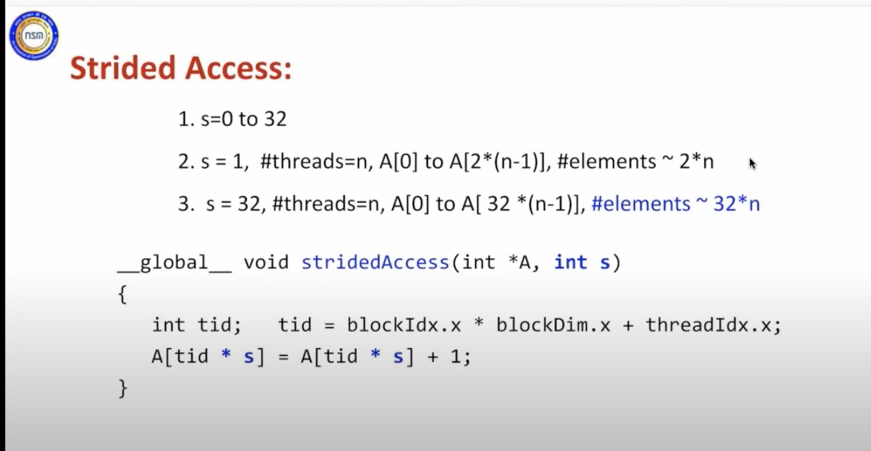 nsm
Strided Access:
1. s=0 to 32
2. s = 1,  #threads=n, A[0] to A[2*(n-1)], #elements ~ 2*n
3.  s = 32, #threads=n, A[0] to A[ 32 *(n-1)], #elements ~ 32*n
__global__ void stridedAccess(int *A, int s)
{
int tid;   tid = blockIdx.x * blockDim.x + threadIdx.x;
A[tid * s] = A[tid * s] + 1;
}